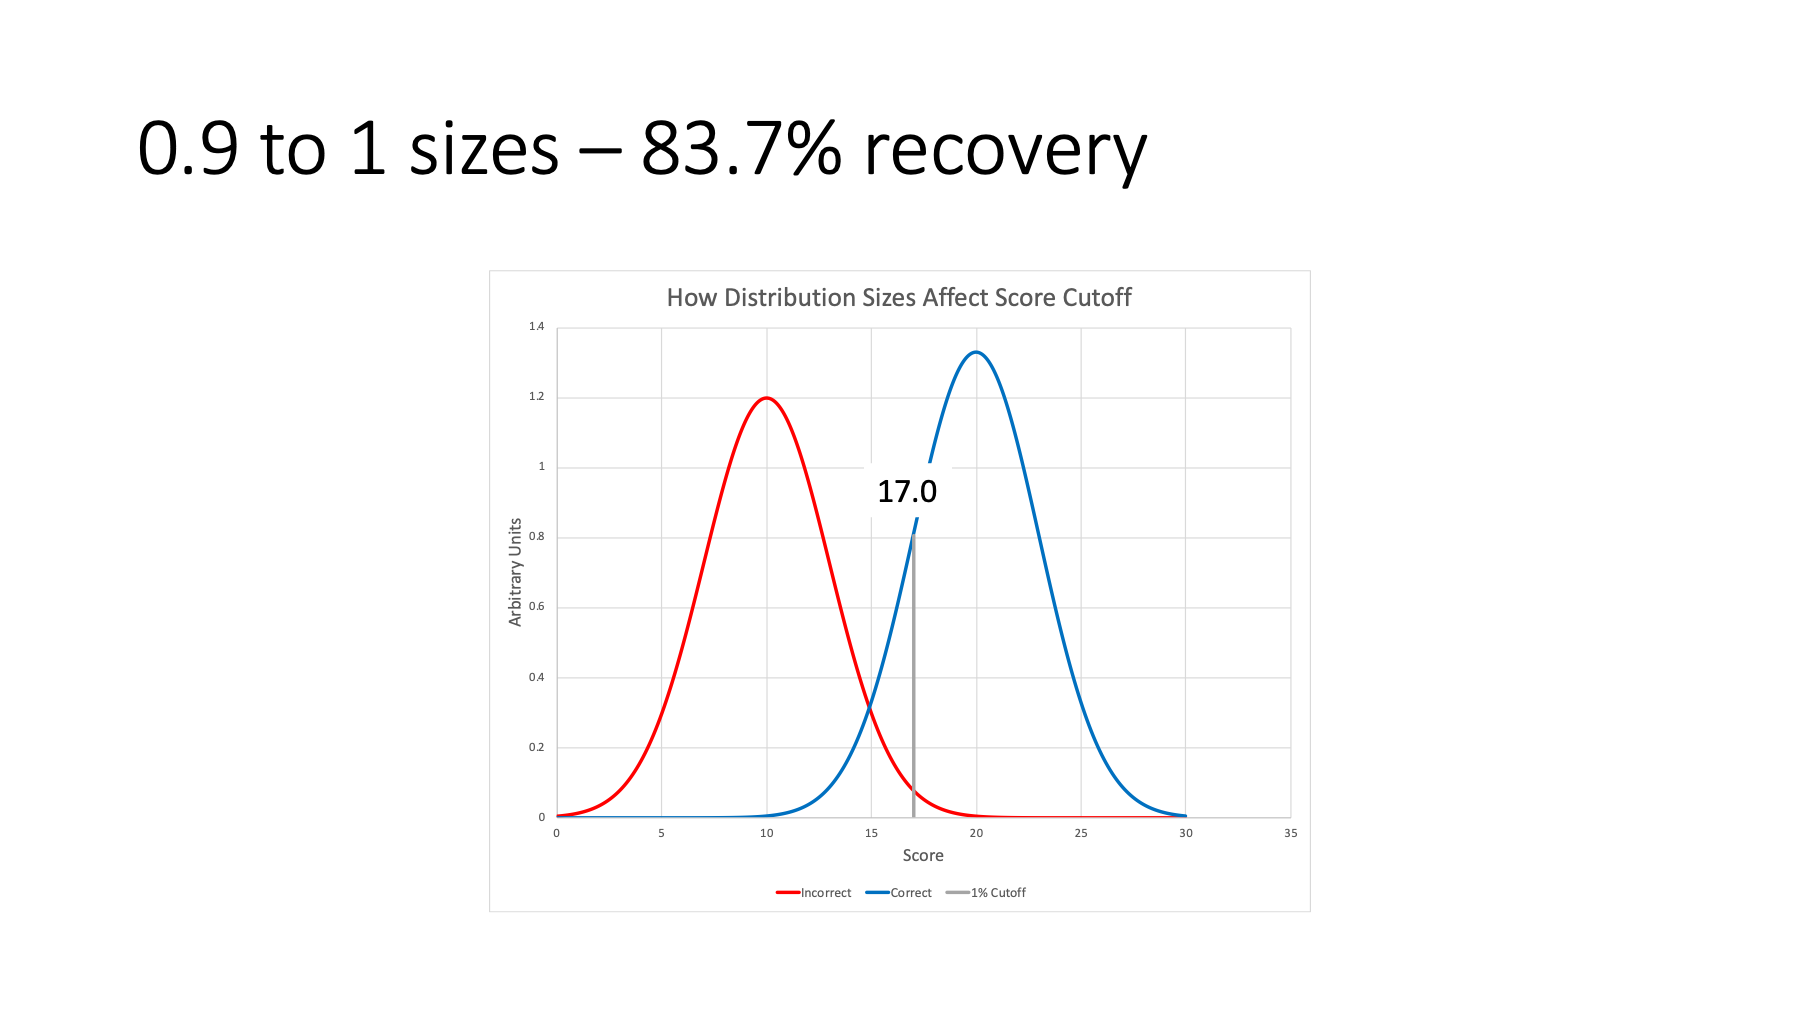 0.9 to 1 sizes – 83.7% recovery
How Distribution Sizes Affect Score Cutoff
1.4
1.2
1
0.8
0.6
0.4
0.2
0
Arbitrary Units
17.0
0 5 10 15 20 25 30 35
Score
Incorrect Correct 1% Cutoff